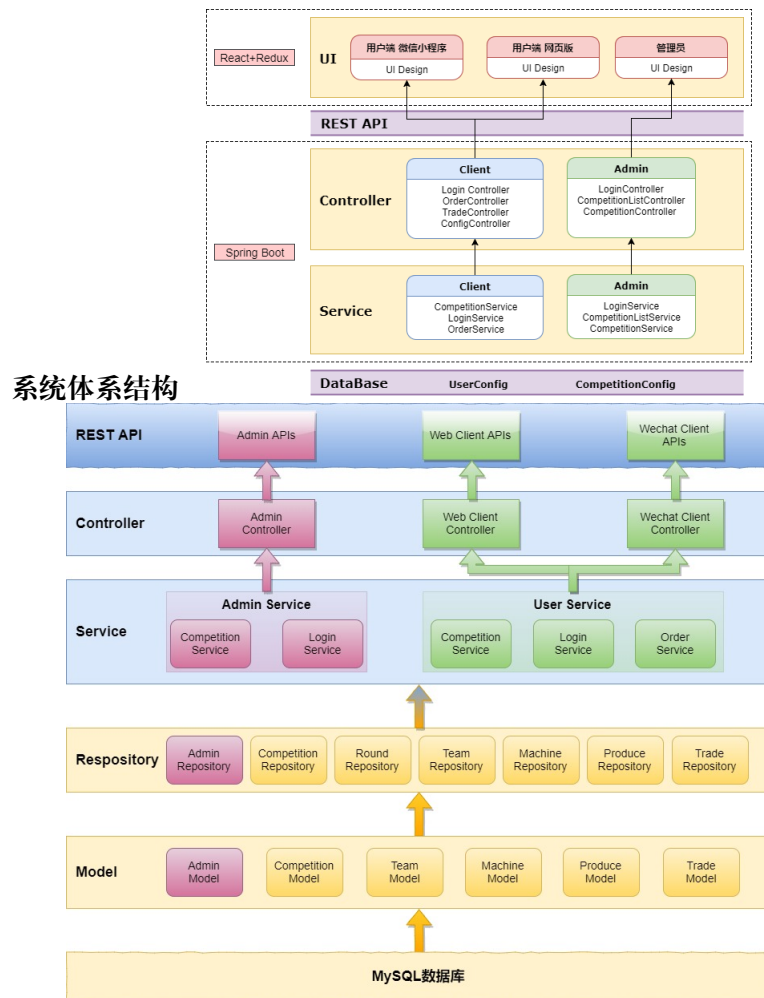 React+Redux
UI
用户端 微信小程序
UI Design
用户端 网页版
UI Design
管理员
UI Design
REST API
Spring Boot
Controller
Client
Login Controller
OrderController
TradeController
ConfigController
Admin
LoginController
CompetitionListController
CompetitionController
Service
Client
CompetitionService
LoginService
OrderService
Admin
LoginService
CompetitionListService
CompetitionService
DataBase
UserConfig
CompetitionConfig
系统体系结构
REST API
Admin APIs
Web Client APIs
Wechat Client
APIs
Controller
Admin
Controller
Web Client
Controller
Wechat Client
Controller
Service
Admin Service
Competition
Service
Login
Service
User Service
Competition
Service
Login
Service
Order
Service
Respository
Admin
Repository
Competition
Repository
Round
Repository
Team
Repository
Machine
Repository
Produce
Repository
Trade
Repository
Model
Admin
Model
Competition
Model
Team
Model
Machine
Model
Produce
Model
Trade
Model
MySQL数据库